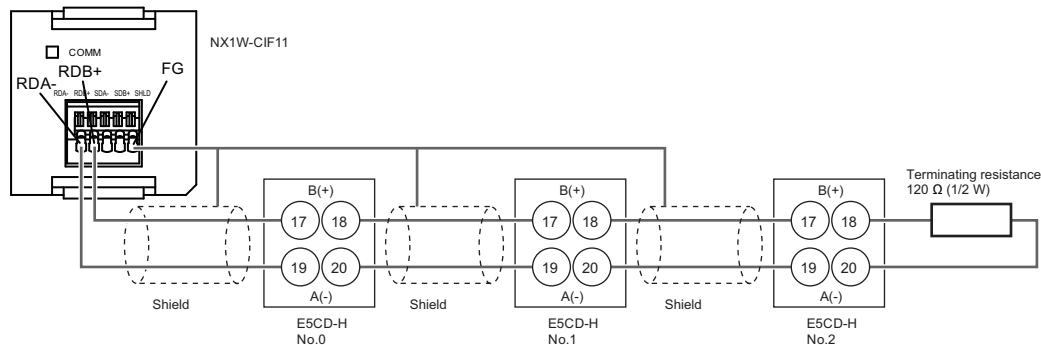 NX1W-CIF11
COMM
RDB+
FG
RDA-
RDA- RDB+ SDA- SDB+ SHLD
Terminating resistance
120 Ω (1/2 W)
B(+)
17 18
19 20
A(-)
B(+)
17 18
19 20
A(-)
B(+)
17 18
19 20
A(-)
Shield
Shield
Shield
E5CD-H
No.0
E5CD-H
No.1
E5CD-H
No.2